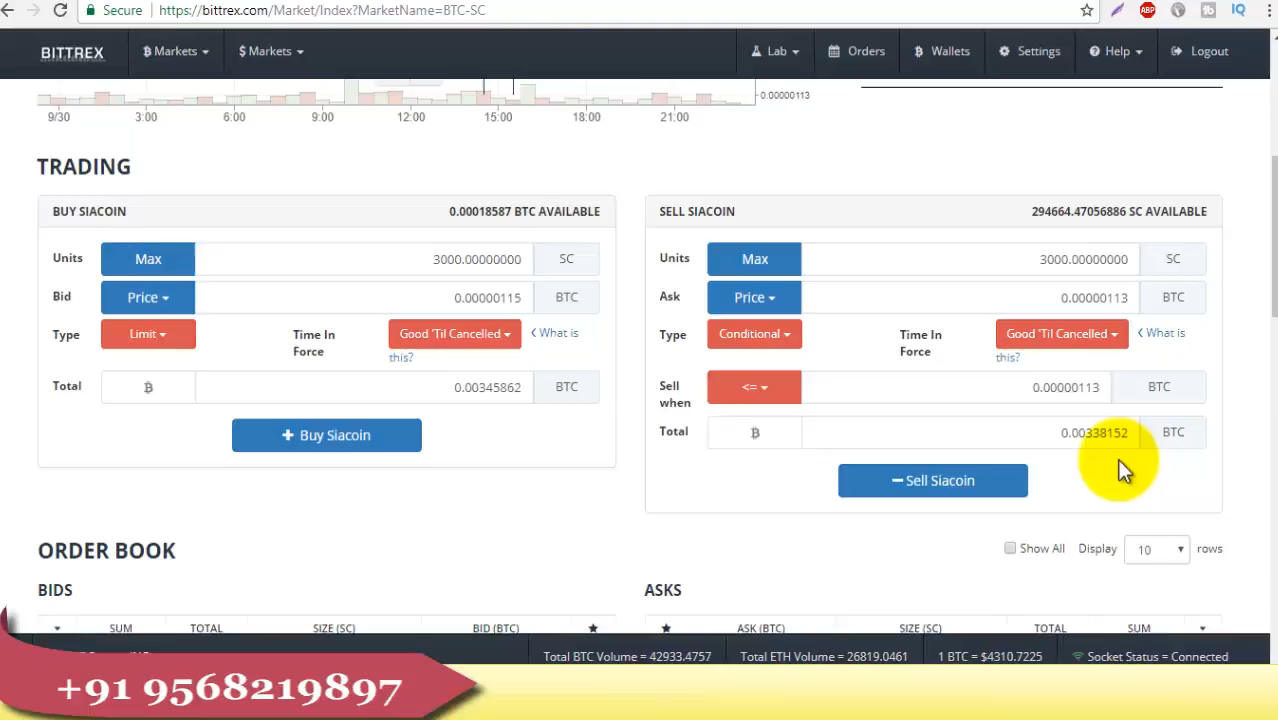 Secure https://bittrex.com/Market/Index?MarketName=BTC-SC ABP IQ
BITTREX Ƀ Markets $ Markets Lab Orders Ƀ Wallets Settings Help Logout
0.00000113
9/30 3:00 6:00 9:00 12:00 15:00 18:00 21:00
TRADING
BUY SIACOIN 0.00018587 BTC AVAILABLE
Units Max 3000.00000000 SC
Bid Price 0.00000115 BTC
Type Limit Time In Force Good 'Til Cancelled What is this?
Total Ƀ 0.00345862 BTC
+ Buy Siacoin
SELL SIACOIN 294664.47056886 SC AVAILABLE
Units Max 3000.00000000 SC
Ask Price 0.00000113 BTC
Type Conditional Time In Force Good 'Til Cancelled What is this?
Sell when <= 0.00000113 BTC
Total Ƀ 0.00338152 BTC
− Sell Siacoin
ORDER BOOK
Show All Display 10 rows
BIDS
SUM TOTAL SIZE (SC) BID (BTC)
ASKS
ASK (BTC) SIZE (SC) TOTAL SUM
Total BTC Volume = 42933.4757 Total ETH Volume = 26819.0461 1 BTC = $4310.7225 Socket Status = Connected
+91 9568219897